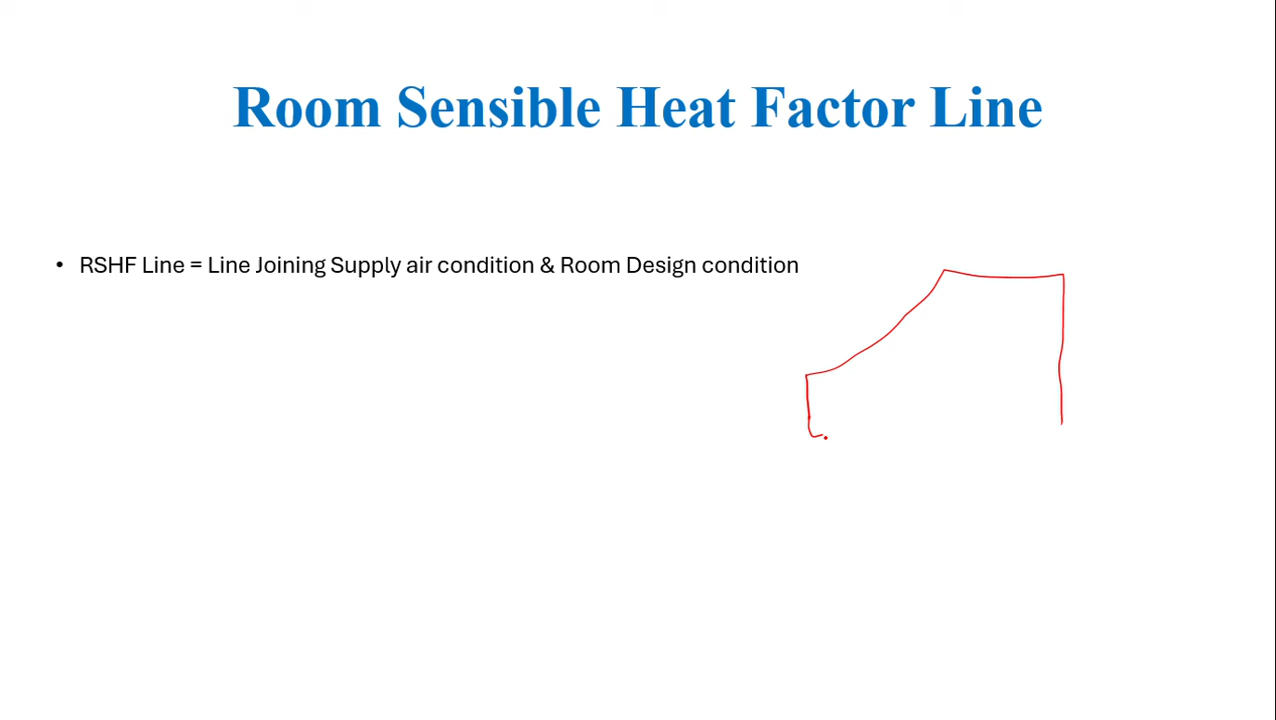 Room Sensible Heat Factor Line
• RSHF Line = Line Joining Supply air condition & Room Design condition